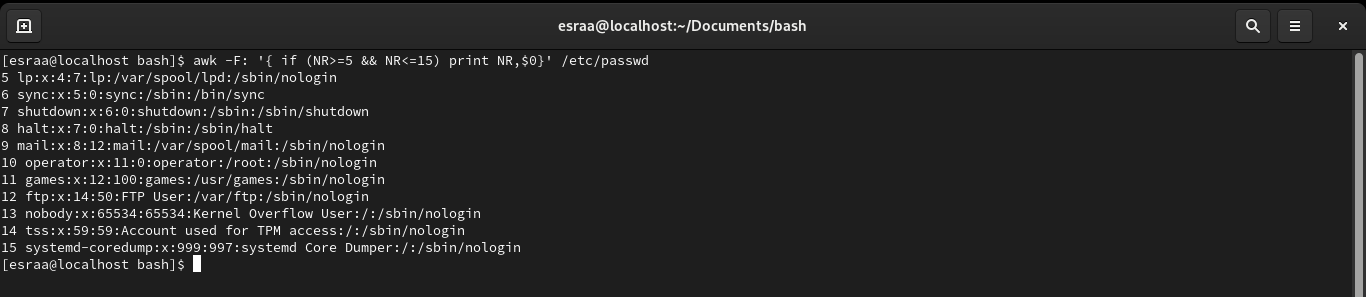 esraa@localhost:~/Documents/bash
[esraa@localhost bash]$ awk -F: '{ if (NR>=5 && NR<=15) print NR,$0}' /etc/passwd
5 lp:x:4:7:lp:/var/spool/lpd:/sbin/nologin
6 sync:x:5:0:sync:/sbin:/bin/sync
7 shutdown:x:6:0:shutdown:/sbin:/sbin/shutdown
8 halt:x:7:0:halt:/sbin:/sbin/halt
9 mail:x:8:12:mail:/var/spool/mail:/sbin/nologin
10 operator:x:11:0:operator:/root:/sbin/nologin
11 games:x:12:100:games:/usr/games:/sbin/nologin
12 ftp:x:14:50:FTP User:/var/ftp:/sbin/nologin
13 nobody:x:65534:65534:Kernel Overflow User:/:/sbin/nologin
14 tss:x:59:59:Account used for TPM access:/:/sbin/nologin
15 systemd-coredump:x:999:997:systemd Core Dumper:/:/sbin/nologin
[esraa@localhost bash]$